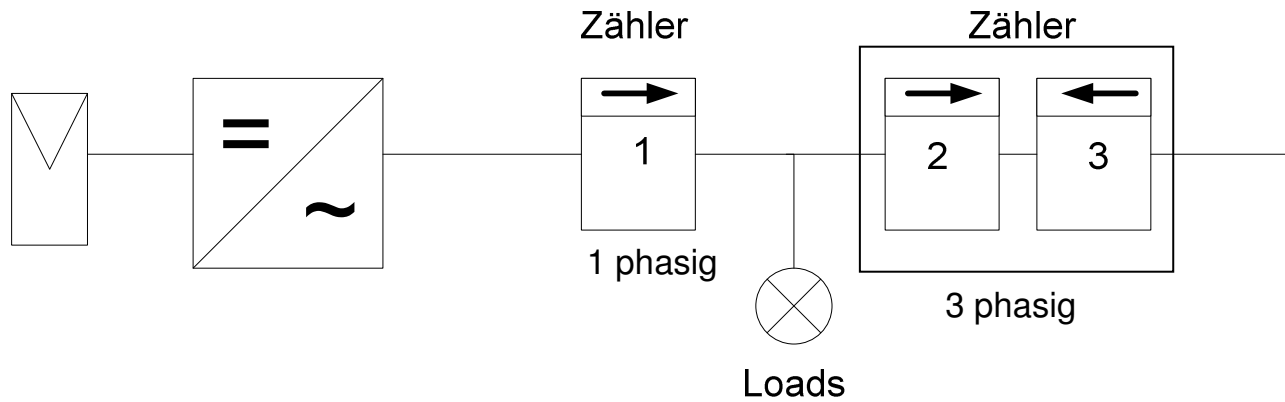 Zähler
Zähler
=
~
1
2
3
1 phasig
3 phasig
Loads